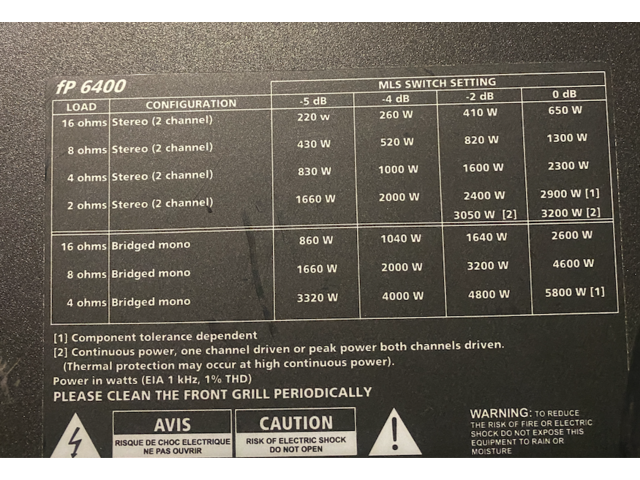 fP 6400
MLS SWITCH SETTING
LOAD CONFIGURATION -5 dB -4 dB -2 dB 0 dB
16 ohms Stereo (2 channel) 220 w 260 W 410 W 650 W
8 ohms Stereo (2 channel) 430 W 520 W 820 W 1300 W
4 ohms Stereo (2 channel) 830 W 1000 W 1600 W 2300 W
2 ohms Stereo (2 channel) 1660 W 2000 W 2400 W 2900 W [1]
3050 W [2] 3200 W [2]
16 ohms Bridged mono 860 W 1040 W 1640 W 2600 W
8 ohms Bridged mono 1660 W 2000 W 3200 W 4600 W
4 ohms Bridged mono 3320 W 4000 W 4800 W 5800 W [1]
[1] Component tolerance dependent
[2] Continuous power, one channel driven or peak power both channels driven.
(Thermal protection may occur at high continuous power).
Power in watts (EIA 1 kHz, 1% THD)
PLEASE CLEAN THE FRONT GRILL PERIODICALLY
AVIS
RISQUE DE CHOC ELECTRIQUE
NE PAS OUVRIR
CAUTION
RISK OF ELECTRIC SHOCK
DO NOT OPEN
WARNING: TO REDUCE
THE RISK OF FIRE OR ELECTRIC
SHOCK DO NOT EXPOSE THIS
EQUIPMENT TO RAIN OR
MOISTURE